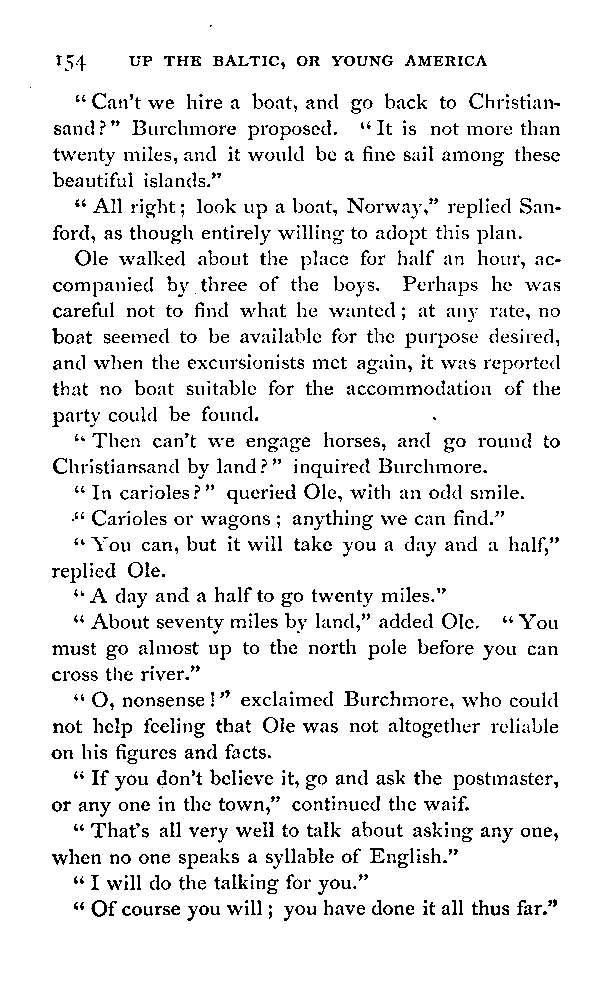 154 UP THE BALTIC, OR YOUNG AMERICA
“Can’t we hire a boat, and go back to Christian-
sand?” Burchmore proposed. “It is not more than
twenty miles, and it would be a fine sail among these
beautiful islands.”
“All right; look up a boat, Norway,” replied San-
ford, as though entirely willing to adopt this plan.
Ole walked about the place for half an hour, ac-
companied by three of the boys. Perhaps he was
careful not to find what he wanted; at any rate, no
boat seemed to be available for the purpose desired,
and when the excursionists met again, it was reported
that no boat suitable for the accommodation of the
party could be found.
“Then can’t we engage horses, and go round to
Christiansand by land?” inquired Burchmore.
“In carioles?” queried Ole, with an odd smile.
“Carioles or wagons; anything we can find.”
“You can, but it will take you a day and a half,”
replied Ole.
“A day and a half to go twenty miles.”
“About seventy miles by land,” added Ole. “You
must go almost up to the north pole before you can
cross the river.”
“O, nonsense!” exclaimed Burchmore, who could
not help feeling that Ole was not altogether reliable
on his figures and facts.
“If you don’t believe it, go and ask the postmaster,
or any one in the town,” continued the waif.
“That’s all very well to talk about asking any one,
when no one speaks a syllable of English.”
“I will do the talking for you.”
“Of course you will; you have done it all thus far.”